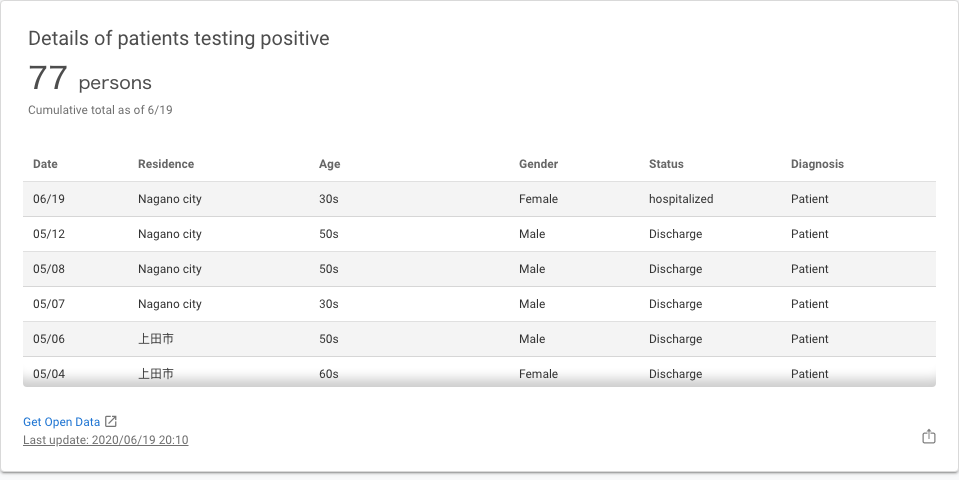 Details of patients testing positive
77 persons
Cumulative total as of 6/19
Date Residence Age Gender Status Diagnosis
06/19 Nagano city 30s Female hospitalized Patient
05/12 Nagano city 50s Male Discharge Patient
05/08 Nagano city 50s Male Discharge Patient
05/07 Nagano city 30s Male Discharge Patient
05/06 上田市 50s Male Discharge Patient
05/04 上田市 60s Female Discharge Patient
Get Open Data
Last update: 2020/06/19 20:10